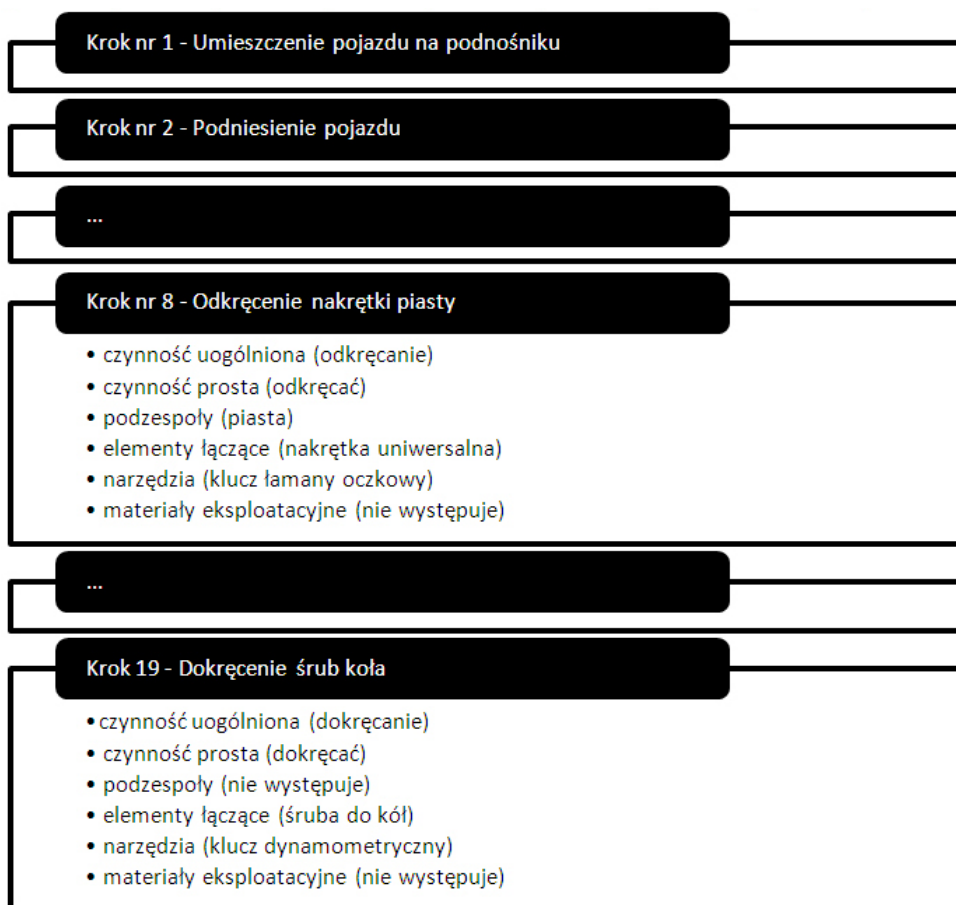 Krok nr 1 - Umieszczenie pojazdu na podnośniku
Krok nr 2 - Podniesienie pojazdu
...
Krok nr 8 - Odkręcenie nakrętki piasty
• czynność uogólniona (odkręcanie)
• czynność prosta (odkręcać)
• podzespoły (piasta)
• elementy łączące (nakrętka uniwersalna)
• narzędzia (klucz łamany oczkowy)
• materiały eksploatacyjne (nie występuje)
...
Krok 19 - Dokręcenie śrub koła
• czynność uogólniona (dokręcanie)
• czynność prosta (dokręcać)
• podzespoły (nie występuje)
• elementy łączące (śruba do kół)
• narzędzia (klucz dynamometryczny)
• materiały eksploatacyjne (nie występuje)